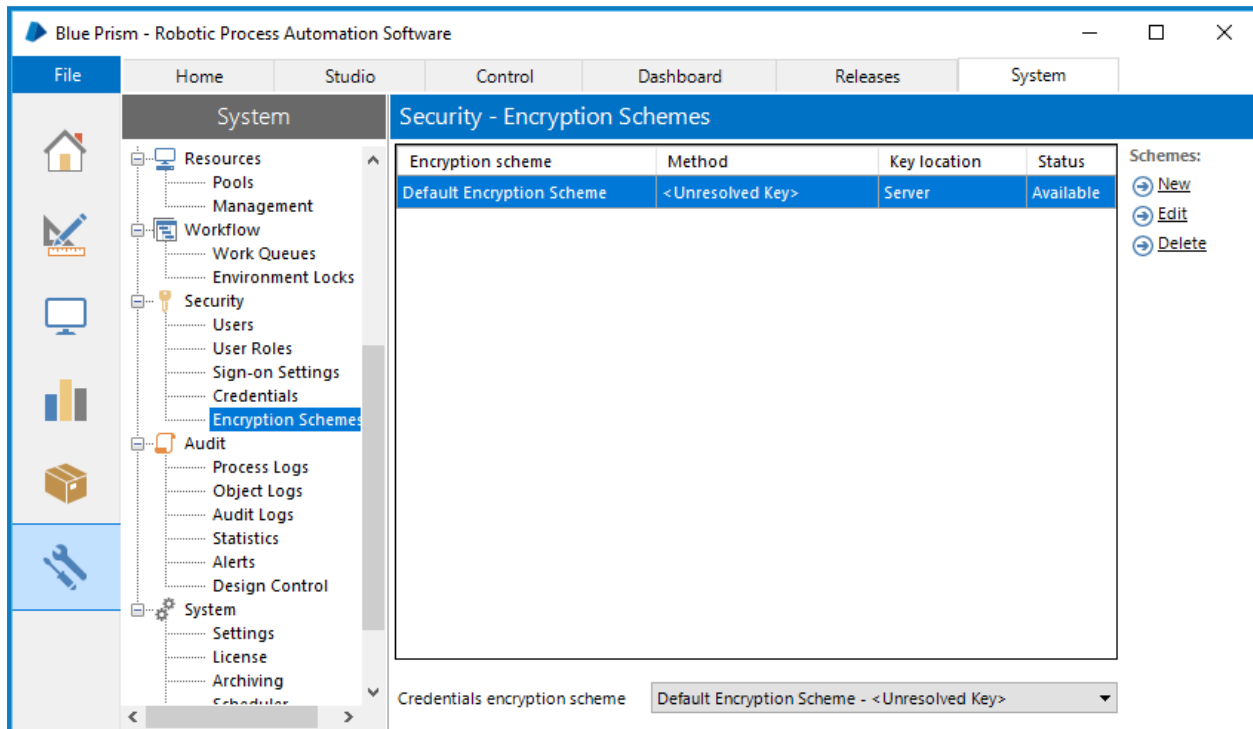 Blue Prism - Robotic Process Automation Software
File Home Studio Control Dashboard Releases System
System
Security - Encryption Schemes
Resources
Pools
Management
Workflow
Work Queues
Environment Locks
Security
Users
User Roles
Sign-on Settings
Credentials
Encryption Schemes
Audit
Process Logs
Object Logs
Audit Logs
Statistics
Alerts
Design Control
System
Settings
License
Archiving
Scheduler
Encryption scheme Method Key location Status
Default Encryption Scheme <Unresolved Key> Server Available
Schemes:
New
Edit
Delete
Credentials encryption scheme Default Encryption Scheme - <Unresolved Key>